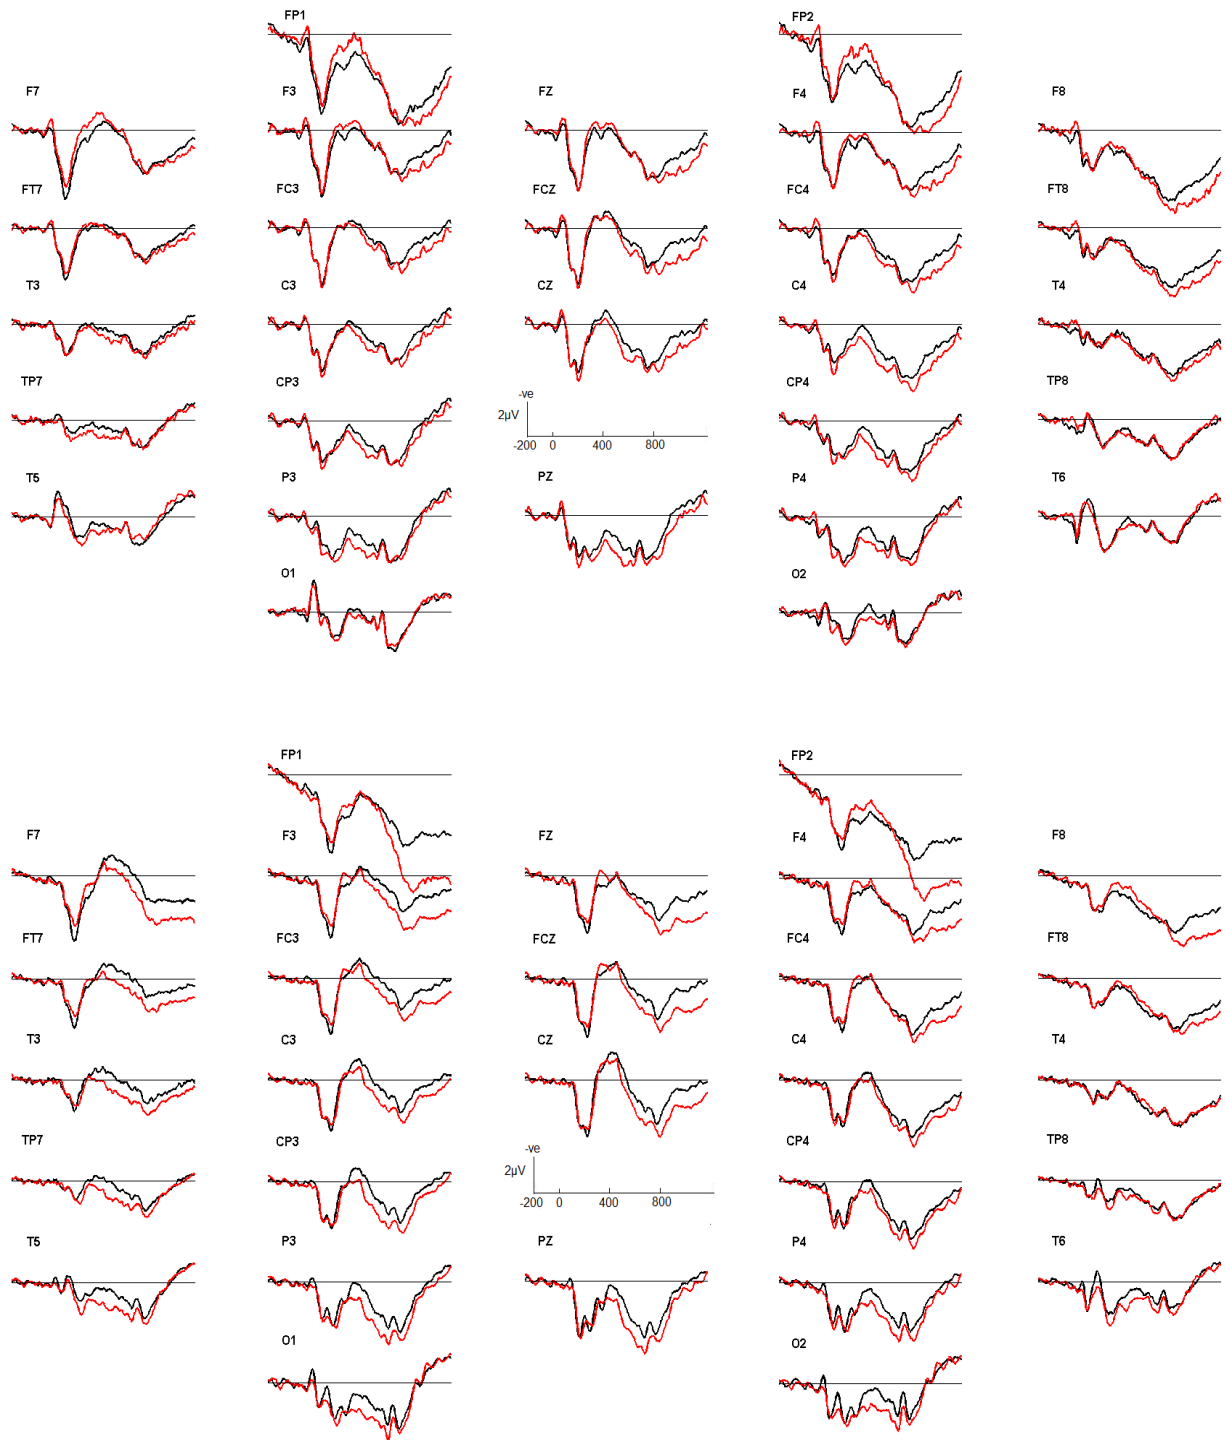 FP1 FP2
F7 F3 FZ F4 F8
FT7 FC3 FCZ FC4 FT8
T3 C3 CZ C4 T4
TP7 CP3 CP4 TP8
-ve
2µV
-200 0 400 800
T5 P3 PZ P4 T6
O1 O2
FP1 FP2
F7 F3 FZ F4 F8
FT7 FC3 FCZ FC4 FT8
T3 C3 CZ C4 T4
TP7 CP3 CP4 TP8
-ve
2µV
-200 0 400 800
T5 P3 PZ P4 T6
O1 O2